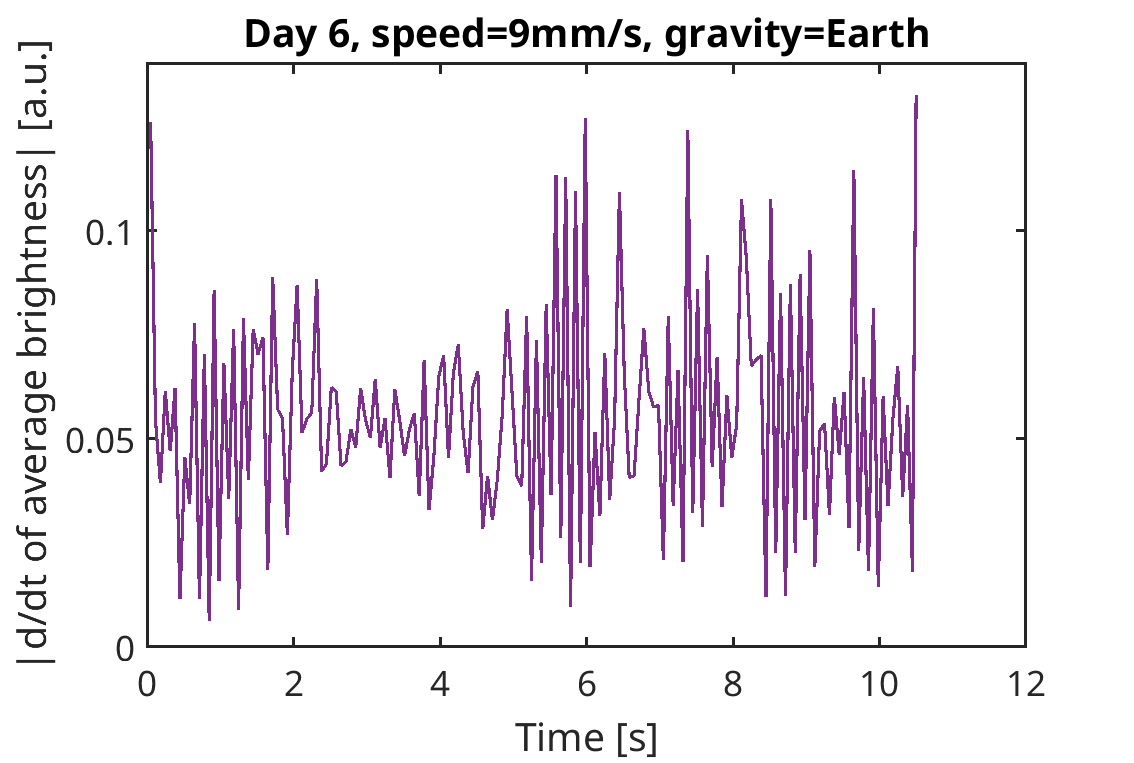 Day 6, speed=9mm/s, gravity=Earth
|d/dt of average brightness| [a.u.]
0.1
0.05
0
0 2 4 6 8 10 12
Time [s]